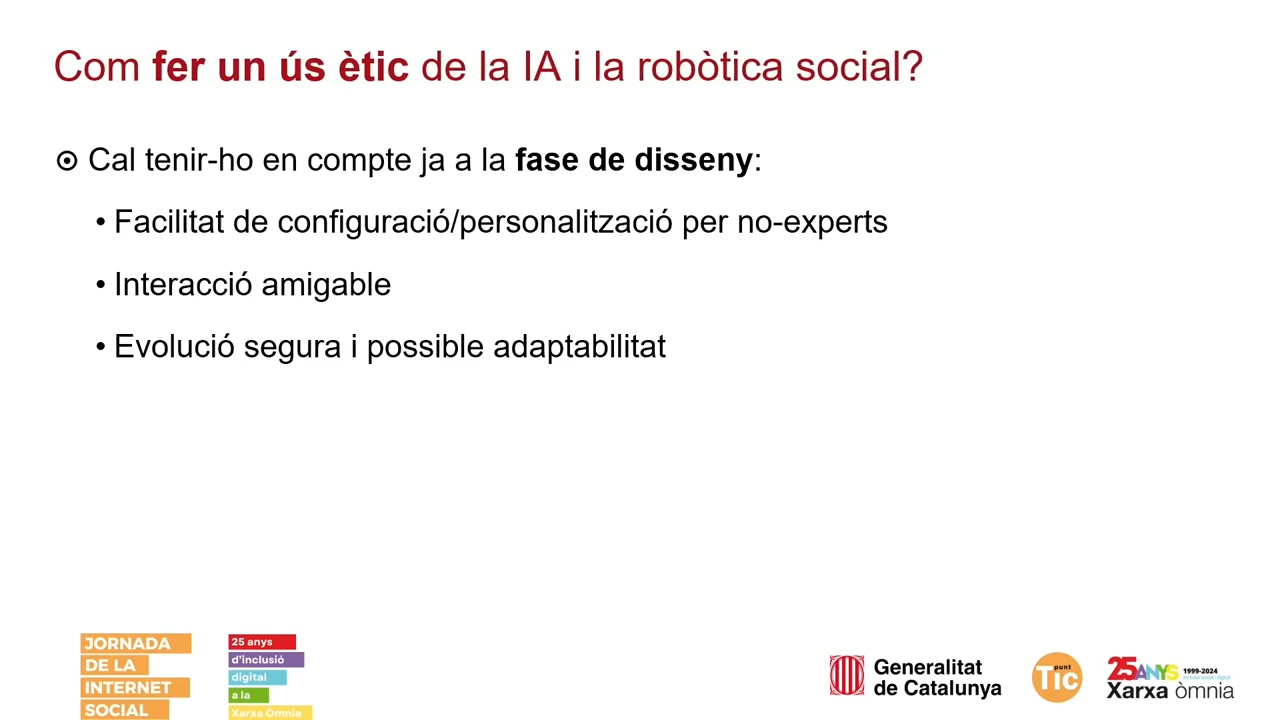 Com fer un ús ètic de la IA i la robòtica social?
Cal tenir-ho en compte ja a la fase de disseny:
• Facilitat de configuració/personalització per no-experts
• Interacció amigable
• Evolució segura i possible adaptabilitat
JORNADA
DE LA
INTERNET
SOCIAL
25 anys
d'inclusió
digital
a la
Xarxa Òmnia
Generalitat
de Catalunya
punt
Tic
25ANYS 1999-2024
Xarxa òmnia